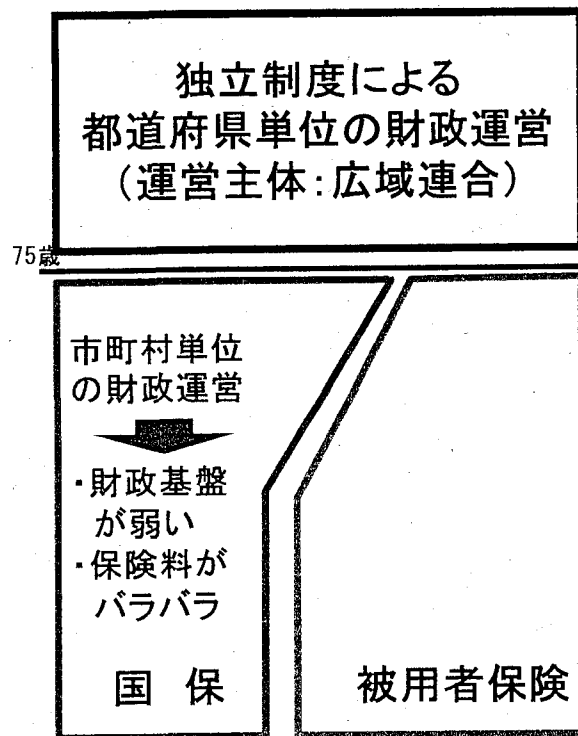 独立制度による
都道府県単位の財政運営
（運営主体：広域連合）
75歳
市町村単位
の財政運営
・財政基盤
が弱い
・保険料が
バラバラ
国 保
被用者保険